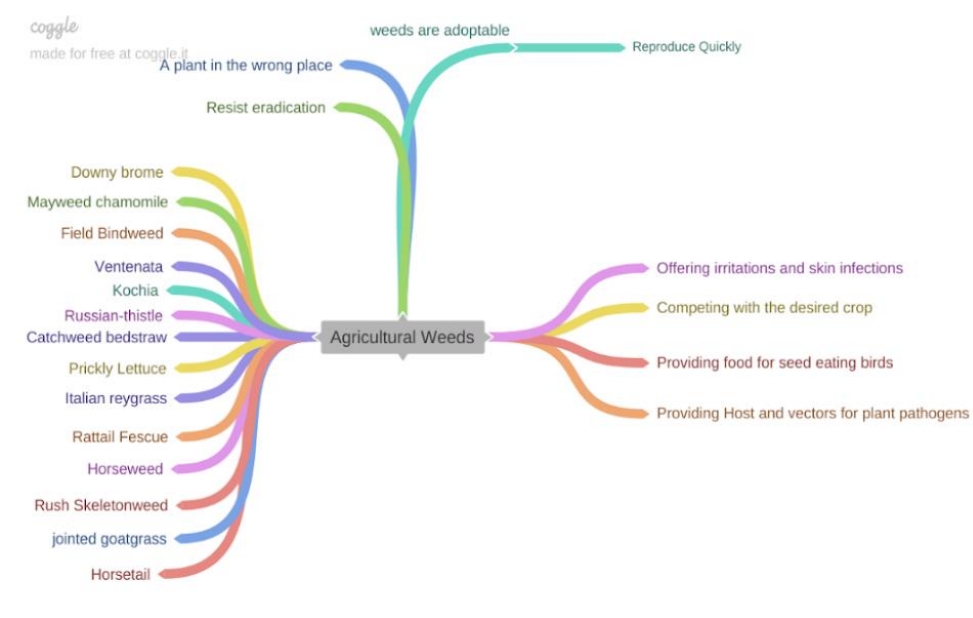 coggle
made for free at coggle.it
weeds are adoptable
Reproduce Quickly
A plant in the wrong place
Resist eradication
Downy brome
Mayweed chamomile
Field Bindweed
Ventenata
Kochia
Russian-thistle
Catchweed bedstraw
Prickly Lettuce
Italian reygrass
Rattail Fescue
Horseweed
Rush Skeletonweed
jointed goatgrass
Horsetail
Agricultural Weeds
Offering irritations and skin infections
Competing with the desired crop
Providing food for seed eating birds
Providing Host and vectors for plant pathogens